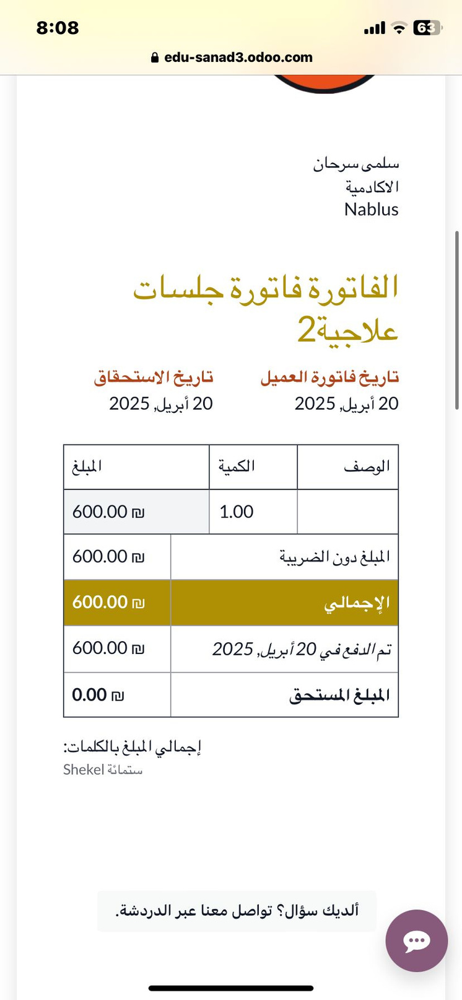 8:08
63
edu-sanad3.odoo.com
سلمى سرحان
الاكادمية
Nablus
الفاتورة فاتورة جلسات
علاجية2
تاريخ فاتورة العميل تاريخ الاستحقاق
20 أبريل, 2025 20 أبريل, 2025
الوصف الكمية المبلغ
1.00 600.00 ₪
المبلغ دون الضريبة 600.00 ₪
الإجمالي 600.00 ₪
تم الدفع في 20 أبريل, 2025 600.00 ₪
المبلغ المستحق 0.00 ₪
إجمالي المبلغ بالكلمات:
ستمائة Shekel
ألديك سؤال؟ تواصل معنا عبر الدردشة.